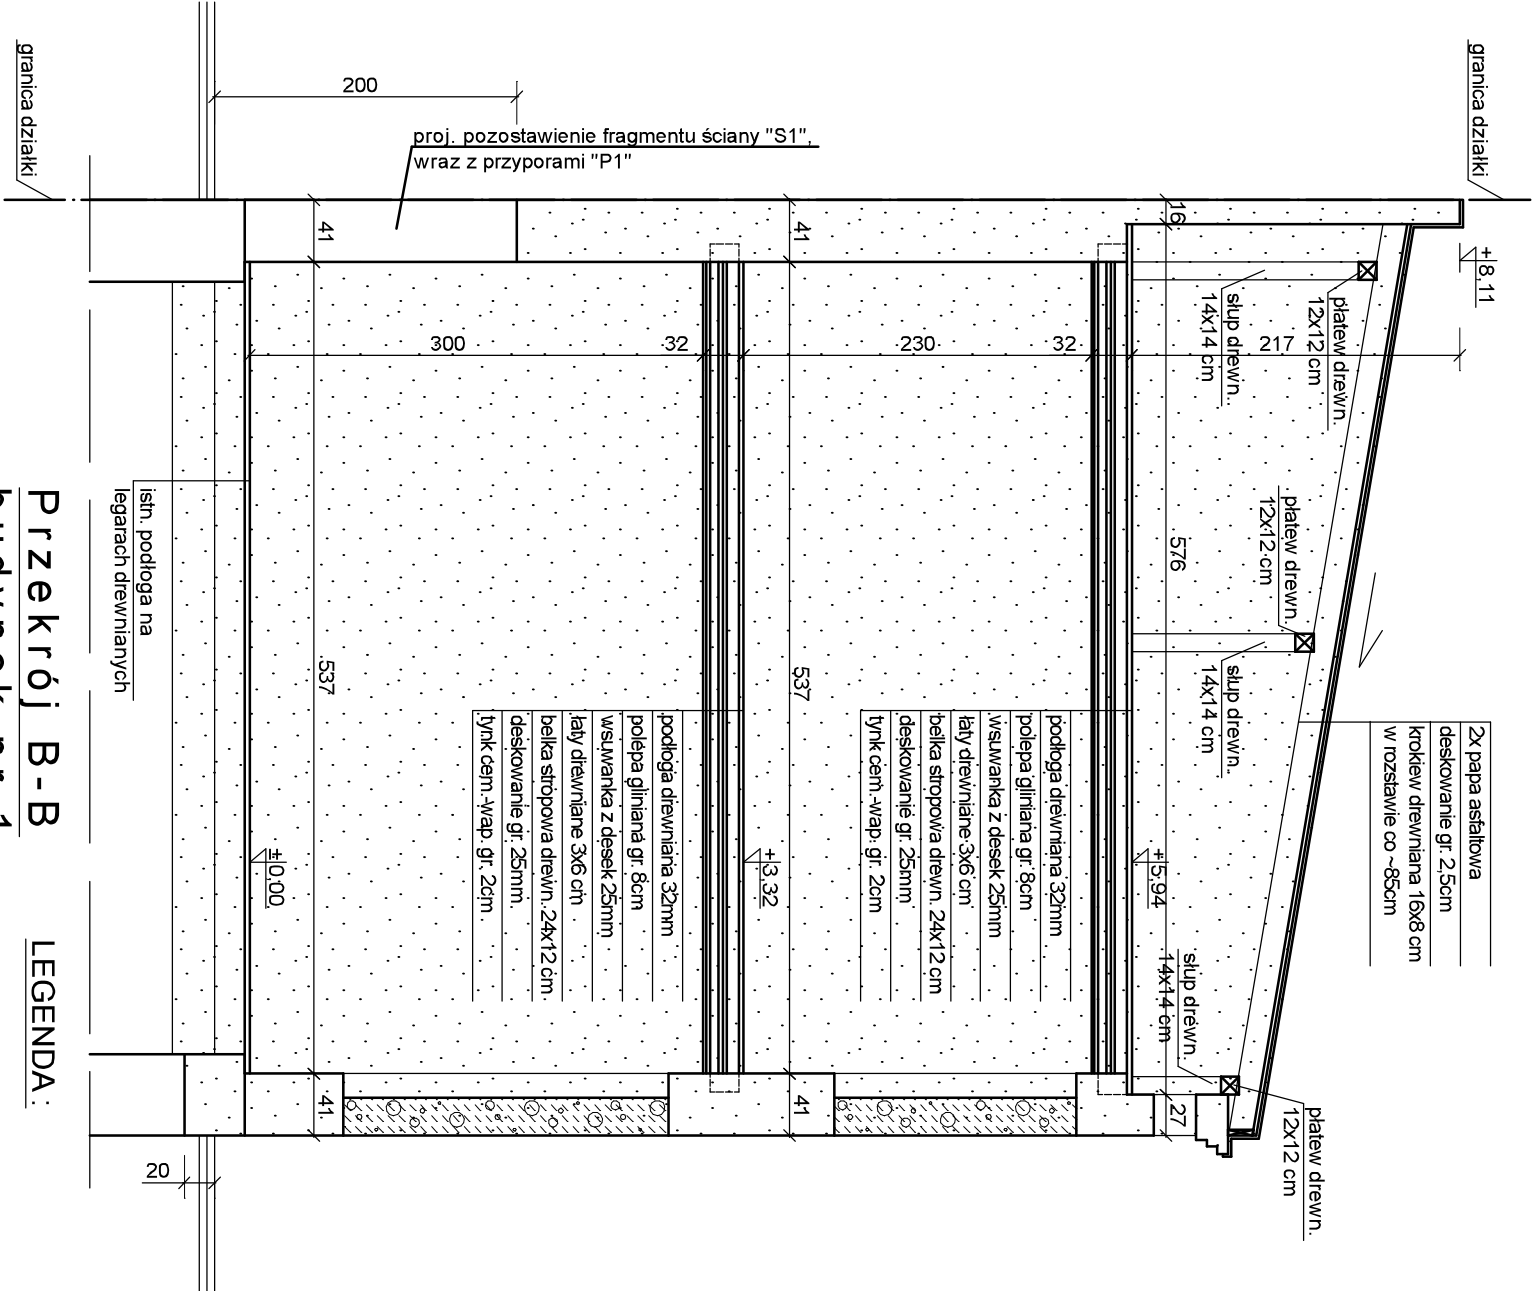 granica działki
granica działki
200
proj. pozostawienie fragmentu ściany "S1",
wraz z przyporami "P1"
+8,11
16
41
41
płatew drewn.
12x12 cm
słup drewn.
14x14 cm
217
32
230
32
300
płatew drewn.
12x12 cm
słup drewn.
14x14 cm
576
537
537
2x papa asfaltowa
deskowanie gr. 2,5cm
krokiew drewniana 16x8 cm
w rozstawie co ~85cm
podłoga drewniana 32mm
polepa gliniana gr. 8cm
wsuwanka z desek 25mm
łaty drewniane 3x6 cm
belka stropowa drewn. 24x12 cm
deskowanie gr. 25mm
tynk cem.-wap. gr. 2cm
podłoga drewniana 32mm
polepa gliniana gr. 8cm
wsuwanka z desek 25mm
łaty drewniane 3x6 cm
belka stropowa drewn. 24x12 cm
deskowanie gr. 25mm
tynk cem.-wap. gr. 2cm
+5,94
+3,32
±0,00
słup drewn.
14x14 cm
płatew drewn.
12x12 cm
27
41
41
20
istn. podłoga na
legarach drewnianych
Przekrój B-B
budynek nr 1
LEGENDA: